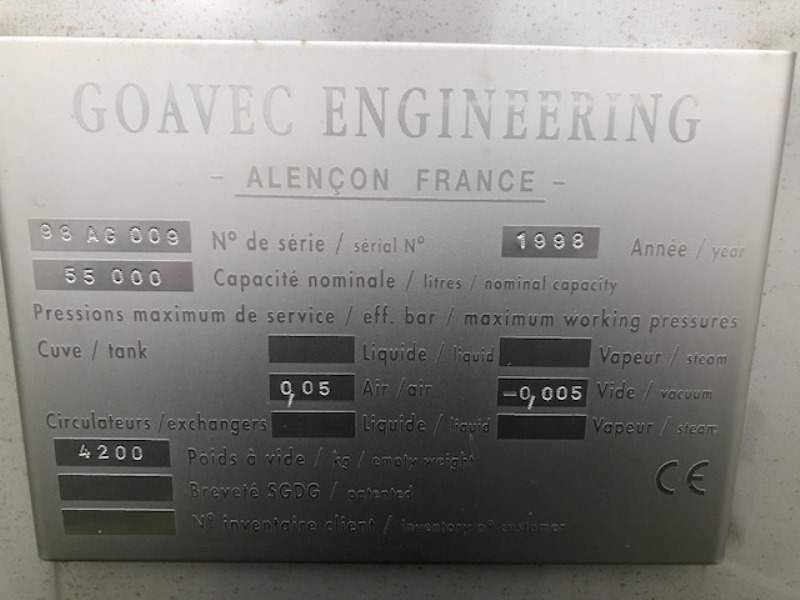 GOAVEC ENGINEERING
- ALENÇON FRANCE -
98 AG 009 N° de série / sérial N° 1998 Année / year
55 000 Capacité nominale / litres / nominal capacity
Pressions maximum de service / eff. bar / maximum working pressures
Cuve / tank Liquide / liquid Vapeur / steam
0,05 Air / air -0,005 Vide / vacuum
Circulateurs / exchangers Liquide / liquid Vapeur / steam
4200 Poids à vide / kg / empty weight
Breveté SGDG / patented
N° inventaire client / inventory n° customer
CE